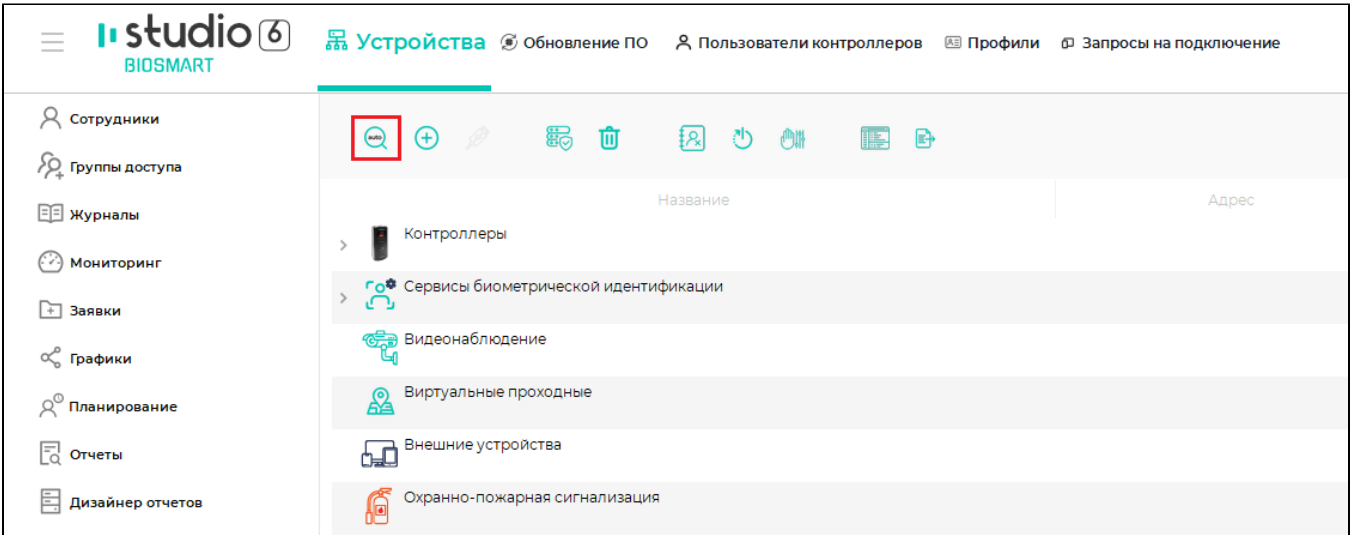 studio 6
BIOSMART
Устройства Обновление ПО Пользователи контроллеров Профили Запросы на подключение
Сотрудники
Группы доступа
Журналы
Мониторинг
Заявки
Графики
Планирование
Отчеты
Дизайнер отчетов
auto
Название Адрес
Контроллеры
Сервисы биометрической идентификации
Видеонаблюдение
Виртуальные проходные
Внешние устройства
Охранно-пожарная сигнализация